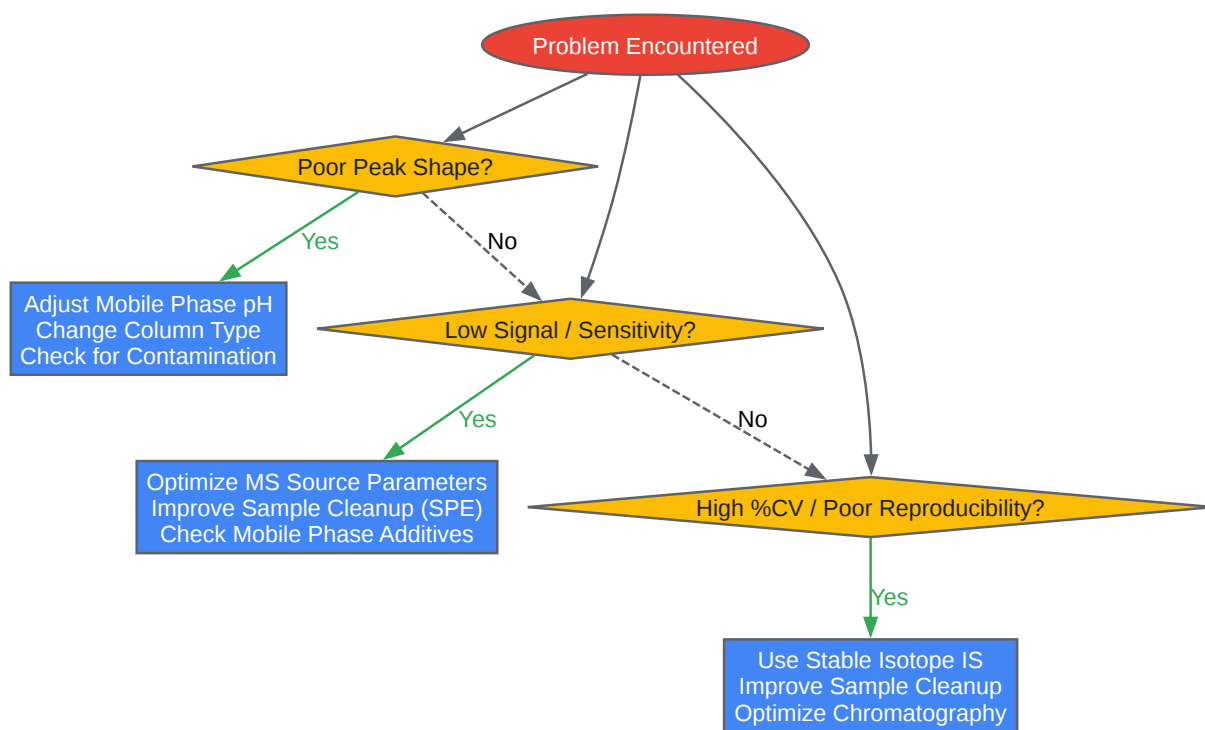 Problem Encountered
Poor Peak Shape?
Yes
No
Adjust Mobile Phase pH
Change Column Type
Check for Contamination
Low Signal / Sensitivity?
Yes
No
Optimize MS Source Parameters
Improve Sample Cleanup (SPE)
Check Mobile Phase Additives
High %CV / Poor Reproducibility?
Yes
Use Stable Isotope IS
Improve Sample Cleanup
Optimize Chromatography